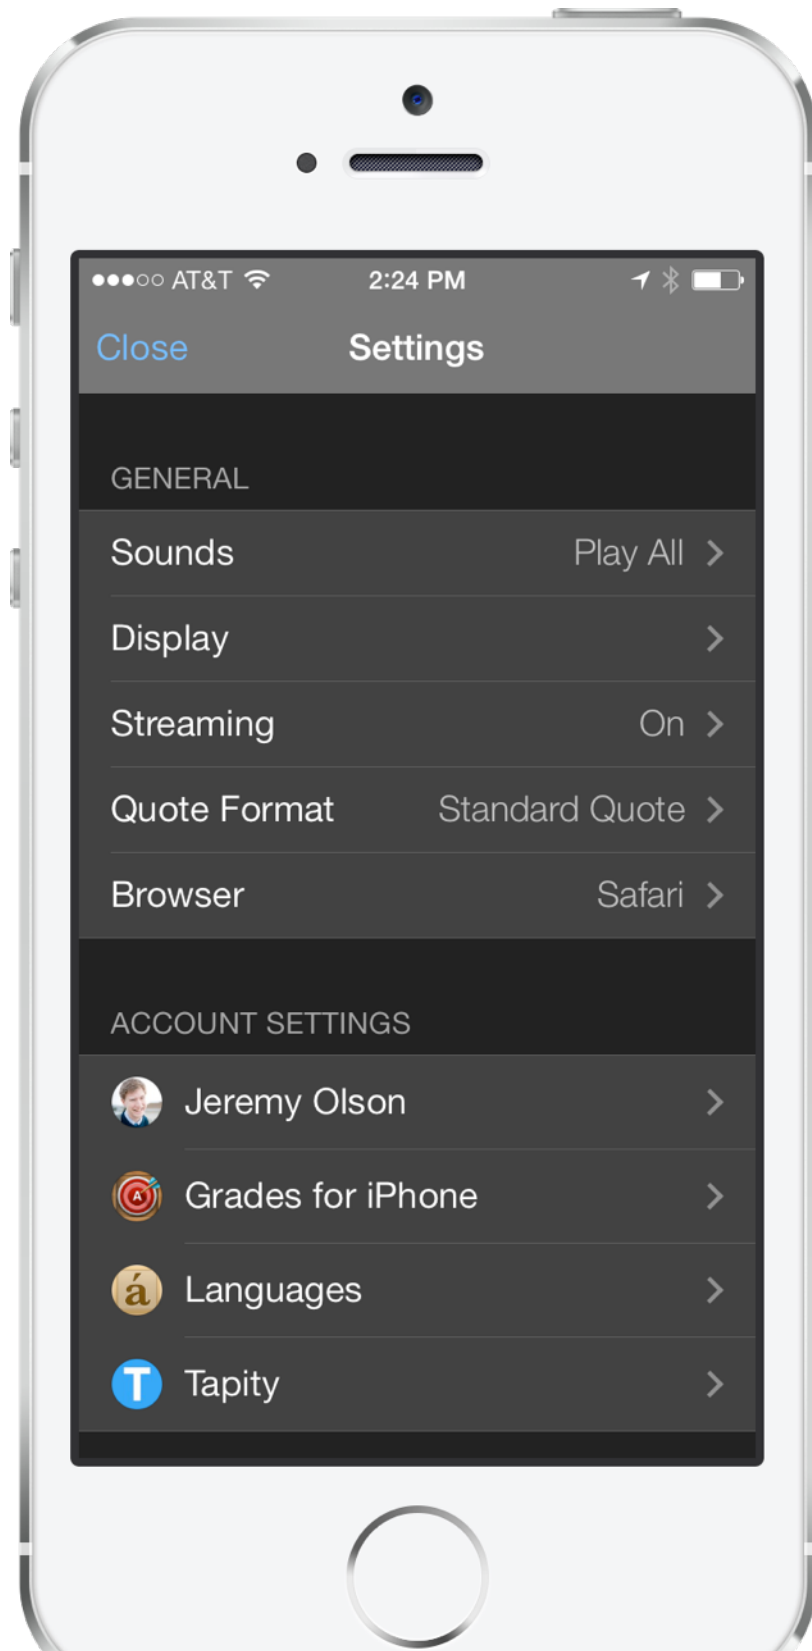 AT&T 2:24 PM
Close Settings
GENERAL
Sounds Play All
Display
Streaming On
Quote Format Standard Quote
Browser Safari
ACCOUNT SETTINGS
Jeremy Olson
A Grades for iPhone
á Languages
T Tapity